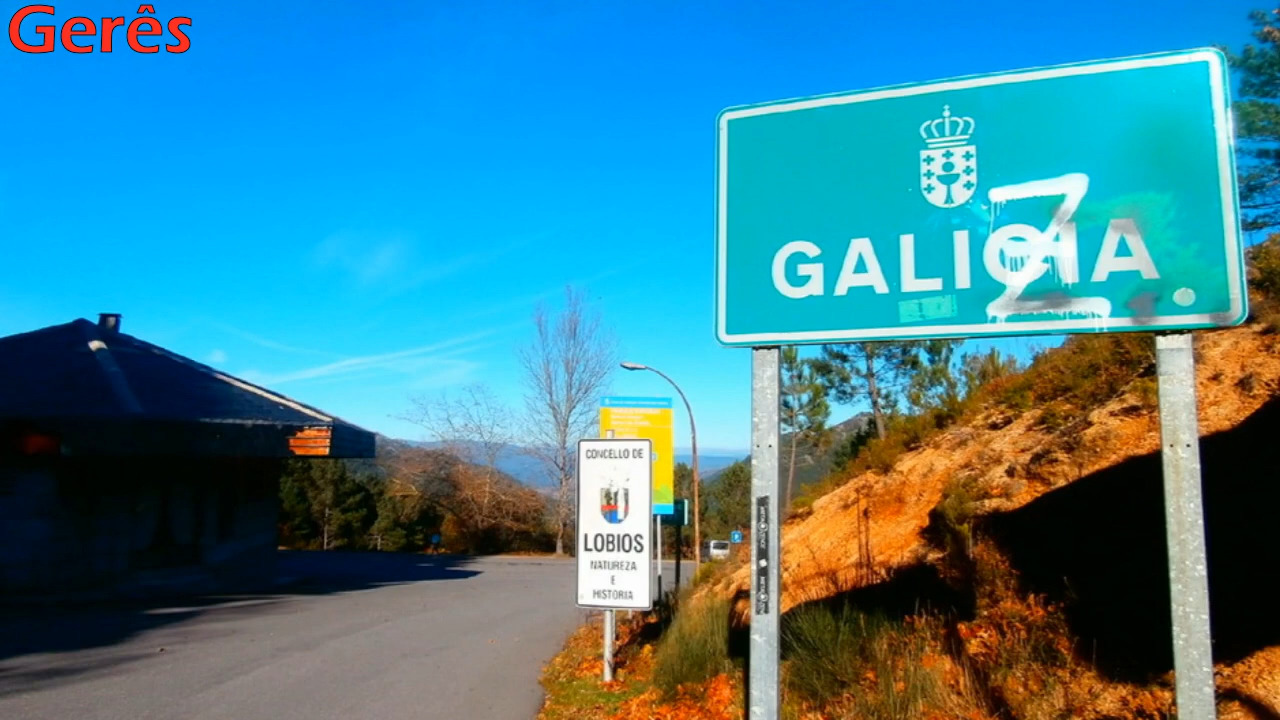 Gerês
GALICIA
Z
CONCELLO DE
LOBIOS
NATUREZA
E
HISTORIA
P